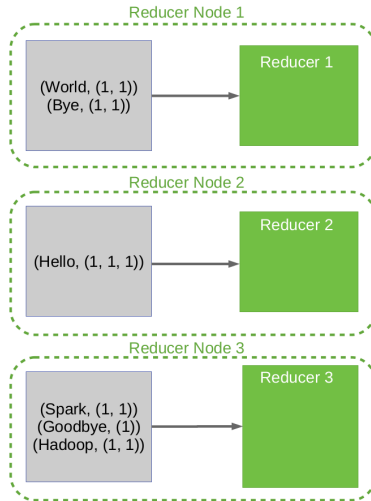 Reducer Node 1
(World, (1, 1))
(Bye, (1, 1))
Reducer 1
Reducer Node 2
(Hello, (1, 1, 1))
Reducer 2
Reducer Node 3
(Spark, (1, 1))
(Goodbye, (1))
(Hadoop, (1, 1))
Reducer 3